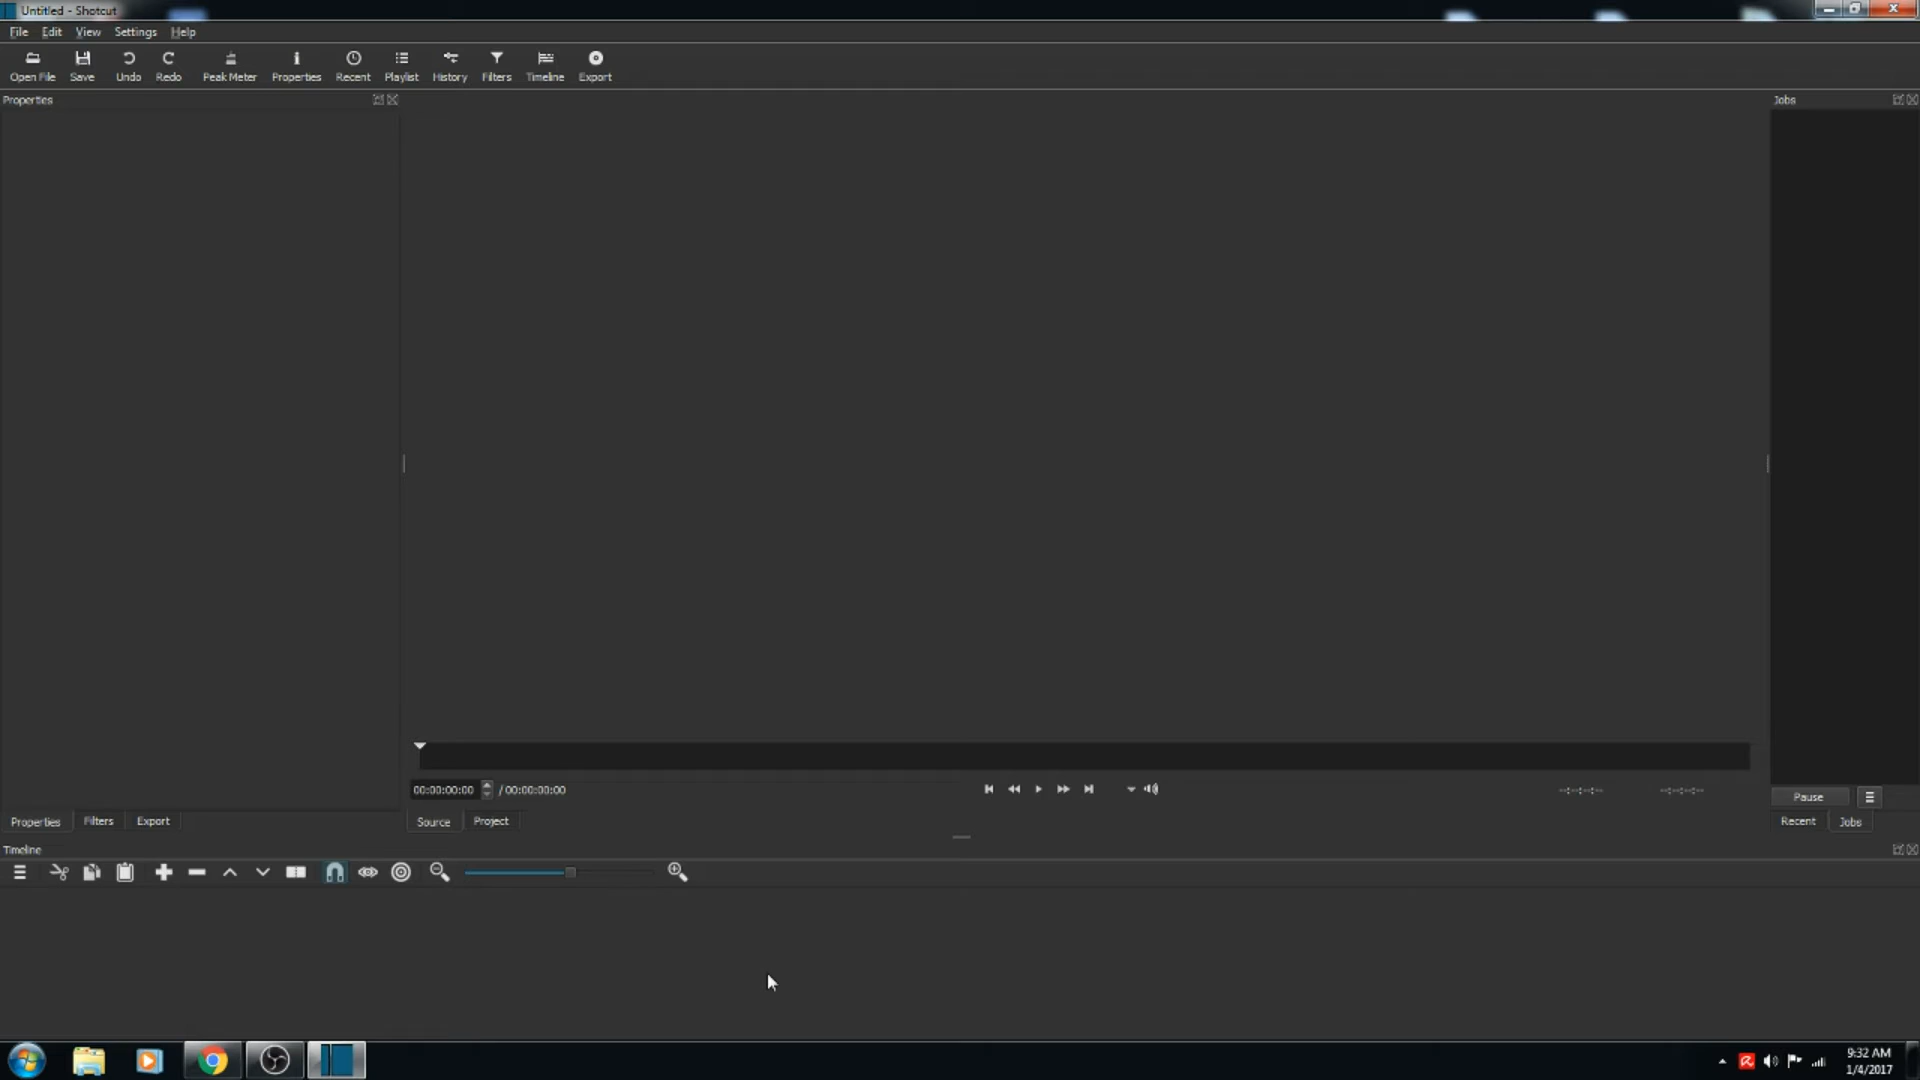 Untitled - Shotcut
File Edit View Settings Help
Open File Save Undo Redo Peak Meter Properties Recent Playlist History Filters Timeline Export
Properties
Jobs
00:00:00:00 / 00:00:00:00 --:--:--:-- --:--:--:--
Pause
Properties Filters Export
Source Project
Recent Jobs
Timeline
9:32 AM
1/4/2017